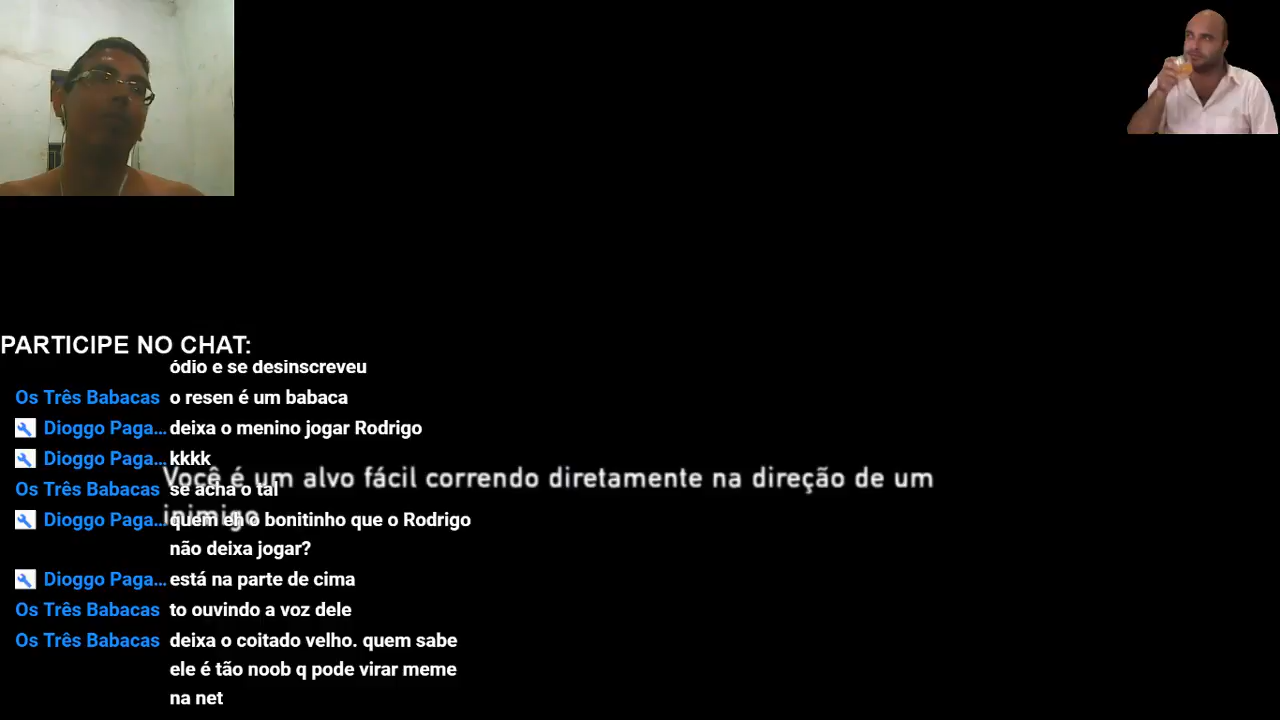 PARTICIPE NO CHAT:
ódio e se desinscreveu
Os Três Babacas o resen é um babaca
Dioggo Paga... deixa o menino jogar Rodrigo
Dioggo Paga... kkkk
Você é um alvo fácil correndo diretamente na direção de um
inimigo
Os Três Babacas se acha o tal
Dioggo Paga... quem eh o bonitinho que o Rodrigo
não deixa jogar?
Dioggo Paga... está na parte de cima
Os Três Babacas to ouvindo a voz dele
Os Três Babacas deixa o coitado velho. quem sabe
ele é tão noob q pode virar meme
na net